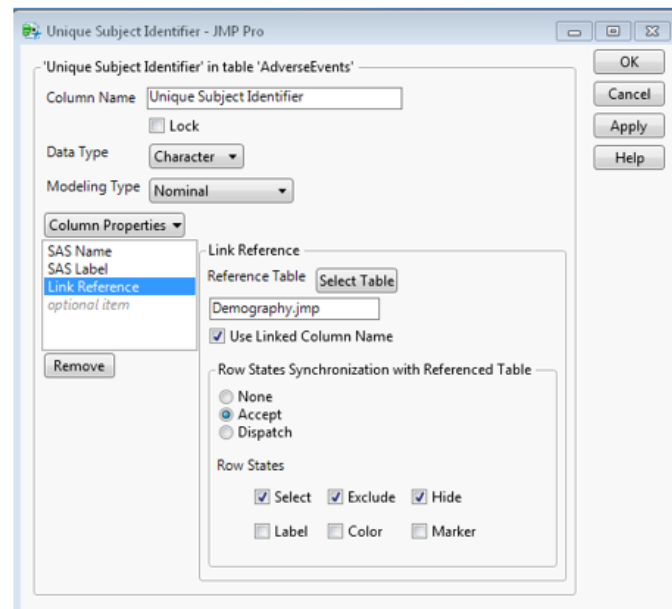 Unique Subject Identifier - JMP Pro
'Unique Subject Identifier' in table 'AdverseEvents'
OK
Column Name Unique Subject Identifier
Cancel
Lock
Apply
Data Type Character
Help
Modeling Type Nominal
Column Properties
SAS Name
SAS Label
Link Reference
optional item
Remove
Link Reference
Reference Table Select Table
Demography.jmp
Use Linked Column Name
Row States Synchronization with Referenced Table
None
Accept
Dispatch
Row States
Select Exclude Hide
Label Color Marker